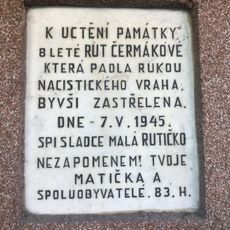 K UCTĚNÍ PAMÁTKY
8 LETÉ RUT ČERMÁKOVÉ
KTERÁ PADLA RUKOU
NACISTICKÉHO VRAHA,
BYVŠI ZASTŘELENA,
DNE - 7. V. 1945.
SPI SLADCE MALÁ RUTIČKO
NEZAPOMENEM! TVOJE
MATIČKA A
SPOLUOBYVATELÉ. 83. H.